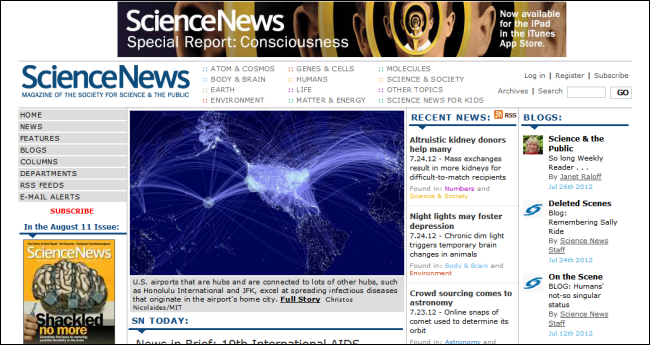 ScienceNews
Special Report: Consciousness
Now available
for the iPad
in the iTunes
App Store.
ScienceNews
MAGAZINE OF THE SOCIETY FOR SCIENCE & THE PUBLIC
:: ATOM & COSMOS
:: BODY & BRAIN
:: EARTH
:: ENVIRONMENT
:: GENES & CELLS
:: HUMANS
:: LIFE
:: MATTER & ENERGY
:: MOLECULES
:: SCIENCE & SOCIETY
:: OTHER TOPICS
:: SCIENCE NEWS FOR KIDS
Log in | Register | Subscribe
Archives | Search
GO
HOME
NEWS
FEATURES
BLOGS
COLUMNS
DEPARTMENTS
RSS FEEDS
E-MAIL ALERTS
SUBSCRIBE
In the August 11 Issue:
ScienceNews
Shackled
no more
U.S. airports that are hubs and are connected to lots of other hubs, such
as Honolulu International and JFK, excel at spreading infectious diseases
that originate in the airport's home city. Full Story Christos
Nicolaides/MIT
SN TODAY:
News in Brief: 19th International AIDS
RECENT NEWS: RSS
Altruistic kidney donors
help many
7.24.12 - Mass exchanges
result in more kidneys for
difficult-to-match recipients
Found in: Numbers and
Science & Society
Night lights may foster
depression
7.24.12 - Chronic dim light
triggers temporary brain
changes in animals
Found in: Body & Brain and
Environment
Crowd sourcing comes to
astronomy
7.24.12 - Online snaps of
comet used to determine its
orbit
Found in: Astronomy and
BLOGS:
Science & the
Public
So long Weekly
Reader . . .
By Janet Raloff
Jul 26th 2012
Deleted Scenes
Blog:
Remembering Sally
Ride
By Science News
Staff
Jul 24th 2012
On the Scene
BLOG: Humans'
not-so singular
status
By Science News
Staff
Jul 12th 2012